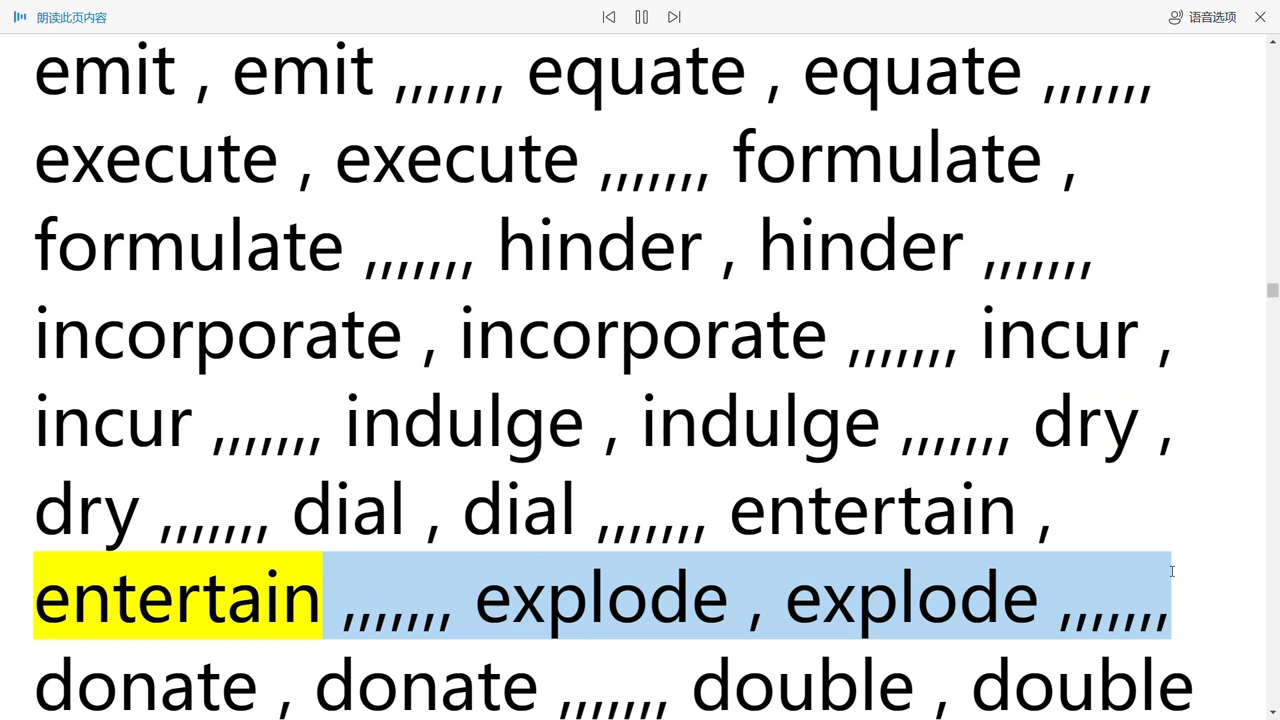 朗读此页内容
语音选项
emit , emit ,,,,,,, equate , equate ,,,,,,,
execute , execute ,,,,,,, formulate ,
formulate ,,,,,,, hinder , hinder ,,,,,,,
incorporate , incorporate ,,,,,,, incur ,
incur ,,,,,,, indulge , indulge ,,,,,,, dry ,
dry ,,,,,,, dial , dial ,,,,,,, entertain ,
entertain ,,,,,,, explode , explode ,,,,,,,
donate , donate ,,,,,,, double , double